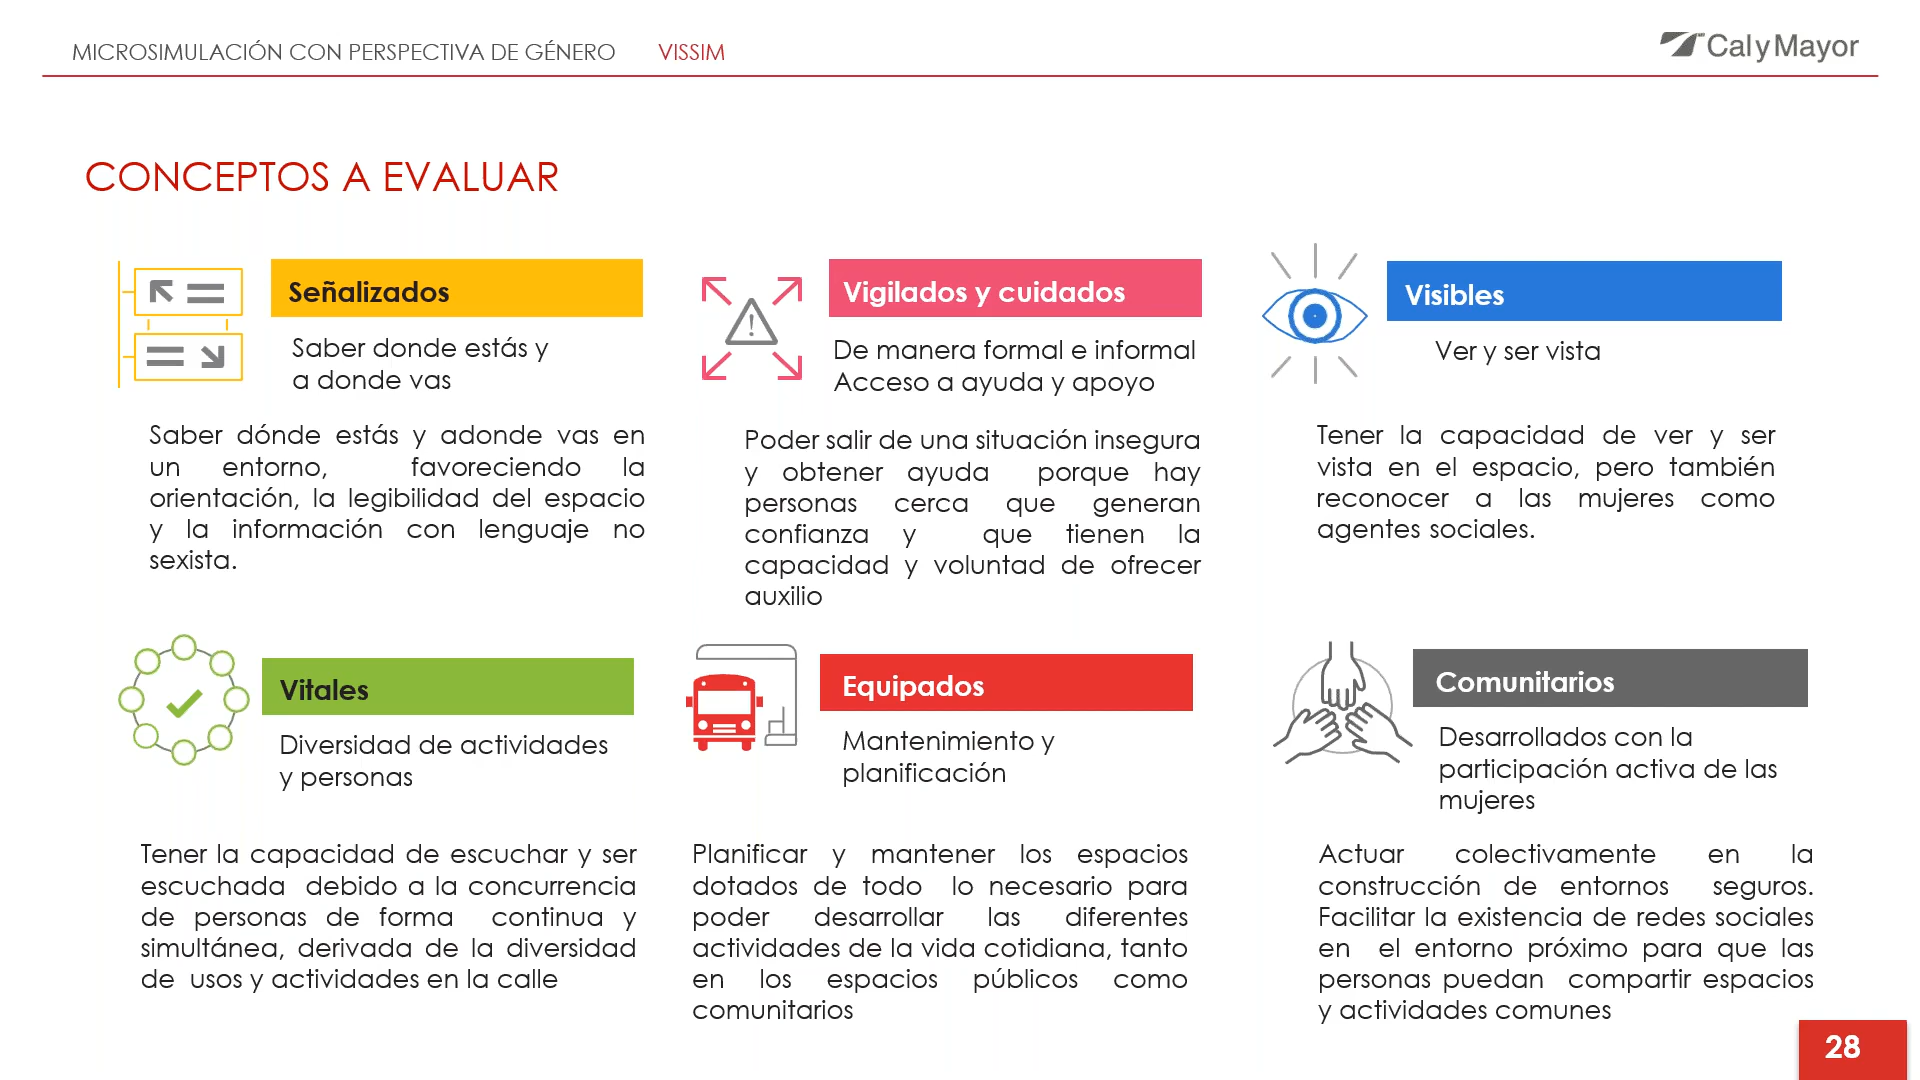 MICROSIMULACIÓN CON PERSPECTIVA DE GÉNERO VISSIM
CalyMayor
CONCEPTOS A EVALUAR
Señalizados
Saber donde estás y
a donde vas
Saber dónde estás y adonde vas en
un entorno, favoreciendo la
orientación, la legibilidad del espacio
y la información con lenguaje no
sexista.
Vigilados y cuidados
De manera formal e informal
Acceso a ayuda y apoyo
Poder salir de una situación insegura
y obtener ayuda porque hay
personas cerca que generan
confianza y que tienen la
capacidad y voluntad de ofrecer
auxilio
Visibles
Ver y ser vista
Tener la capacidad de ver y ser
vista en el espacio, pero también
reconocer a las mujeres como
agentes sociales.
Vitales
Diversidad de actividades
y personas
Tener la capacidad de escuchar y ser
escuchada debido a la concurrencia
de personas de forma continua y
simultánea, derivada de la diversidad
de usos y actividades en la calle
Equipados
Mantenimiento y
planificación
Planificar y mantener los espacios
dotados de todo lo necesario para
poder desarrollar las diferentes
actividades de la vida cotidiana, tanto
en los espacios públicos como
comunitarios
Comunitarios
Desarrollados con la
participación activa de las
mujeres
Actuar colectivamente en la
construcción de entornos seguros.
Facilitar la existencia de redes sociales
en el entorno próximo para que las
personas puedan compartir espacios
y actividades comunes
28